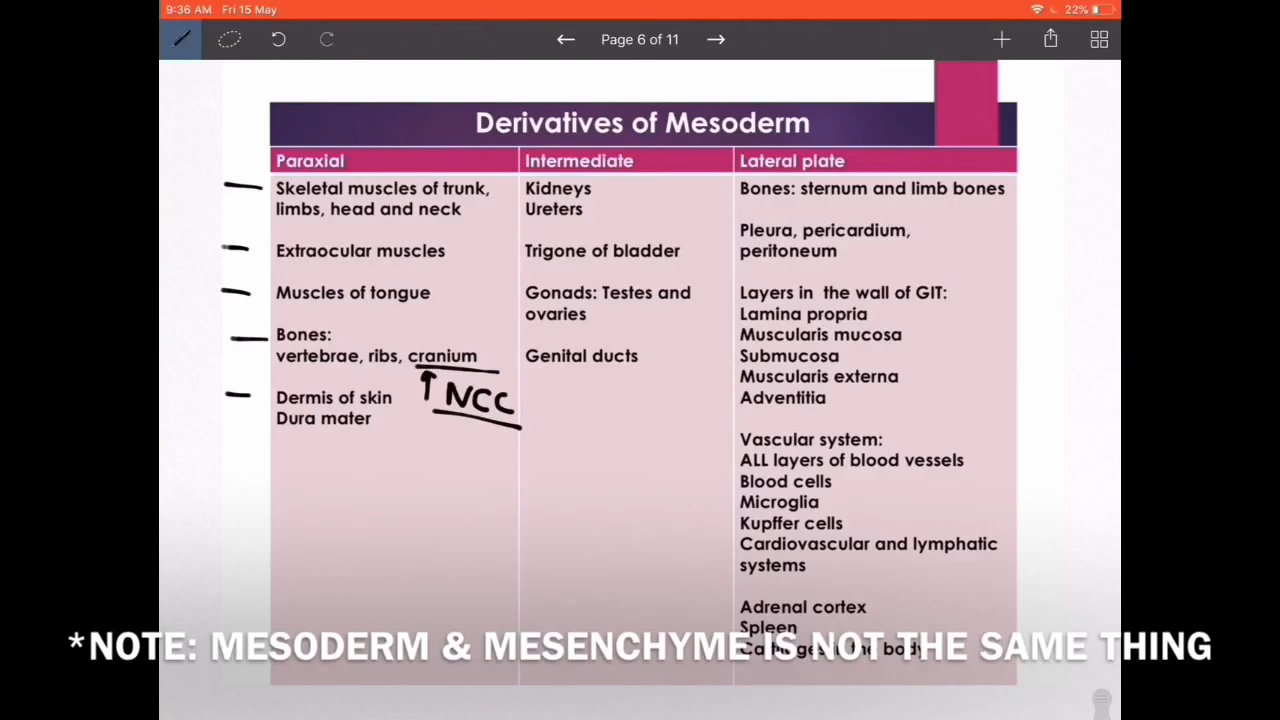 9:36 AM Fri 15 May
22%
Page 6 of 11
Derivatives of Mesoderm
Paraxial
Skeletal muscles of trunk,
limbs, head and neck
Extraocular muscles
Muscles of tongue
Bones:
vertebrae, ribs, cranium
NCC
Dermis of skin
Dura mater
Intermediate
Kidneys
Ureters
Trigone of bladder
Gonads: Testes and
ovaries
Genital ducts
Lateral plate
Bones: sternum and limb bones
Pleura, pericardium,
peritoneum
Layers in the wall of GIT:
Lamina propria
Muscularis mucosa
Submucosa
Muscularis externa
Adventitia
Vascular system:
ALL layers of blood vessels
Blood cells
Microglia
Kupffer cells
Cardiovascular and lymphatic
systems
Adrenal cortex
Spleen
Cartilages in the body
*NOTE: MESODERM & MESENCHYME IS NOT THE SAME THING